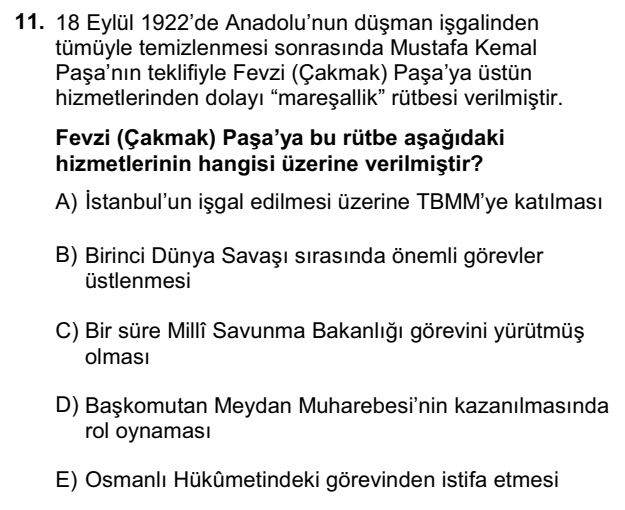 11. 18 Eylül 1922’de Anadolu’nun düşman işgalinden
tümüyle temizlenmesi sonrasında Mustafa Kemal
Paşa’nın teklifiyle Fevzi (Çakmak) Paşa’ya üstün
hizmetlerinden dolayı “mareşallik” rütbesi verilmiştir.
Fevzi (Çakmak) Paşa’ya bu rütbe aşağıdaki
hizmetlerinin hangisi üzerine verilmiştir?
A) İstanbul’un işgal edilmesi üzerine TBMM’ye katılması
B) Birinci Dünya Savaşı sırasında önemli görevler
üstlenmesi
C) Bir süre Millî Savunma Bakanlığı görevini yürütmüş
olması
D) Başkomutan Meydan Muharebesi’nin kazanılmasında
rol oynaması
E) Osmanlı Hükûmetindeki görevinden istifa etmesi